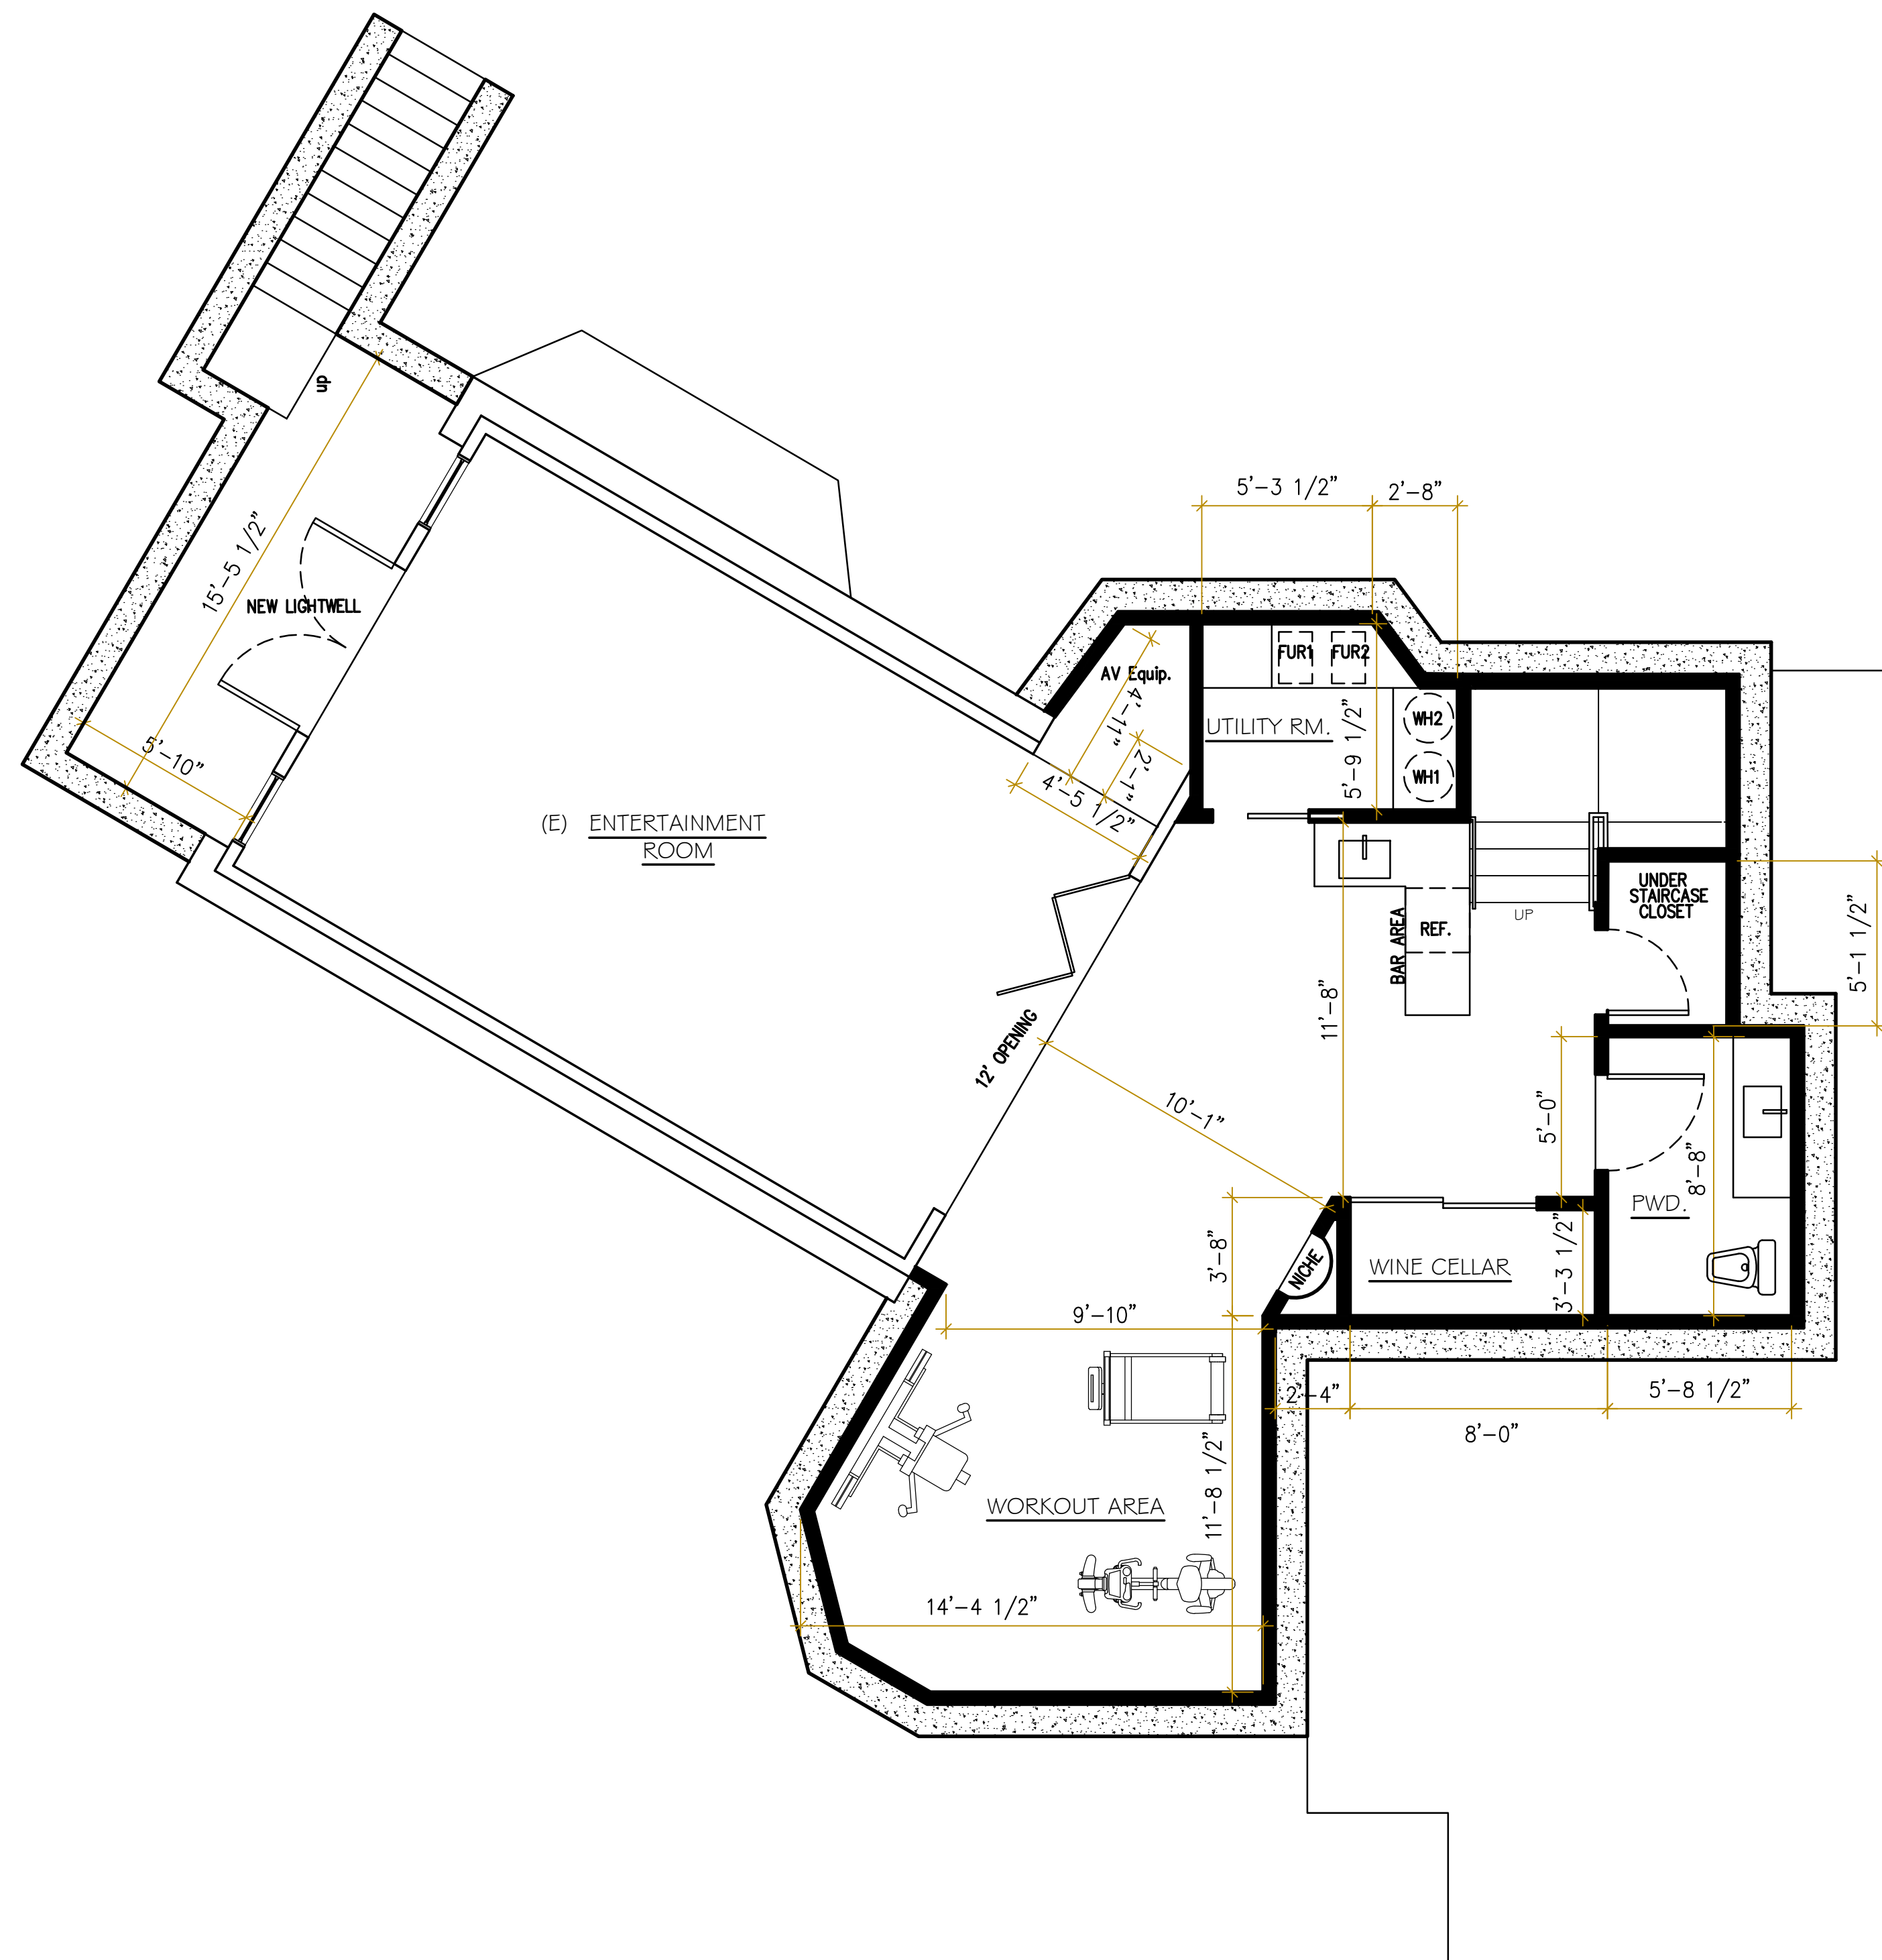 up
15'-5 1/2"
NEW LIGHTWELL
5'-10"
(E) ENTERTAINMENT
ROOM
5'-3 1/2"
2'-8"
FUR1
FUR2
AV Equip.
4'-11"
2'-1"
4'-5 1/2"
UTILITY RM.
5'-9 1/2"
WH2
WH1
UNDER
STAIRCASE
CLOSET
UP
REF.
BAR AREA
5'-1 1/2"
11'-8"
12' OPENING
10'-1"
5'-0"
8'-8"
PWD.
3'-8"
NICHE
WINE CELLAR
3'-3 1/2"
9'-10"
2'-4"
8'-0"
5'-8 1/2"
11'-8 1/2"
WORKOUT AREA
14'-4 1/2"